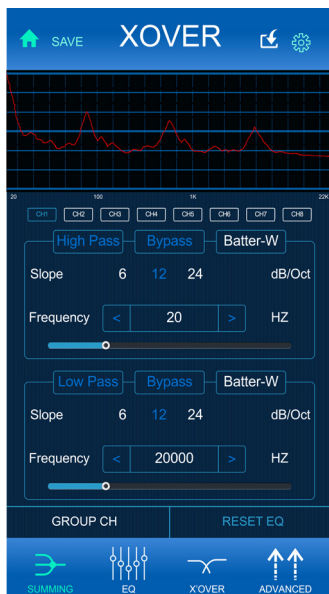 SAVE XOVER
20 100 1K 22K
CH1 CH2 CH3 CH4 CH5 CH6 CH7 CH8
High Pass Bypass Batter-W
Slope 6 12 24 dB/Oct
Frequency < 20 > HZ
Low Pass Bypass Batter-W
Slope 6 12 24 dB/Oct
Frequency < 20000 > HZ
GROUP CH RESET EQ
SUMMING EQ X'OVER ADVANCED